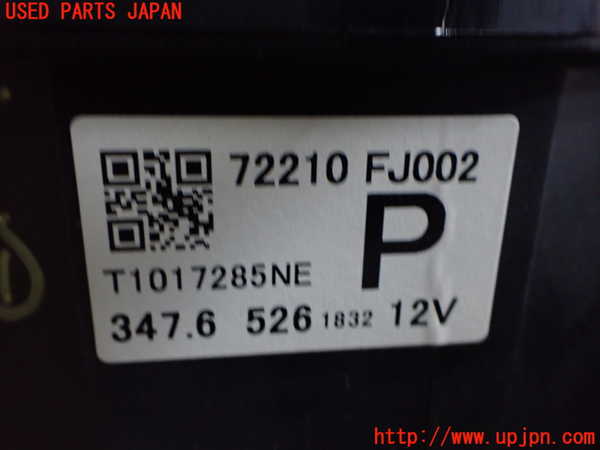 USED PARTS JAPAN
72210 FJ002
P
T1017285NE
347.6 526 1832 12V
http://www.upjpn.com/